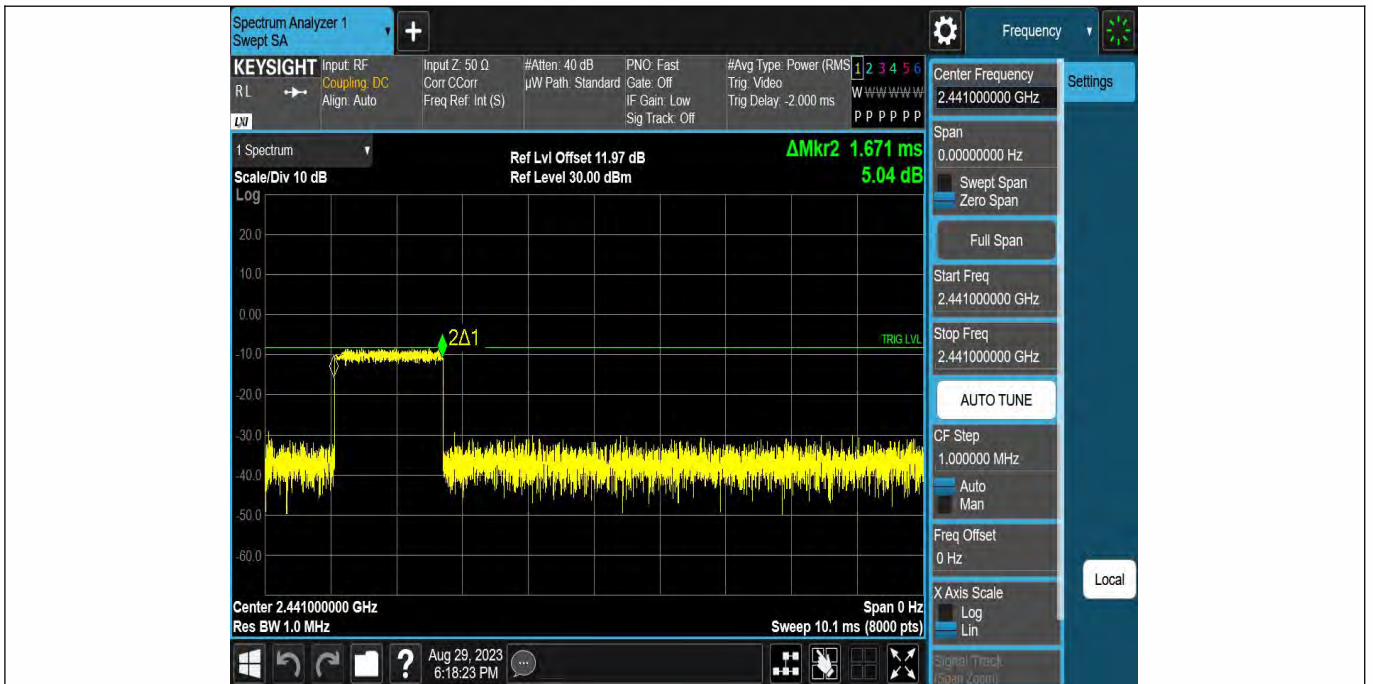 Spectrum Analyzer 1
Swept SA
Frequency
KEYSIGHT
RL
LXI
Input: RF
Coupling: DC
Align: Auto
Input Z: 50 Ω
Corr CCorr
Freq Ref: Int (S)
#Atten: 40 dB
µW Path: Standard
PNO: Fast
Gate: Off
IF Gain: Low
Sig Track: Off
#Avg Type: Power (RMS
Trig: Video
Trig Delay: -2.000 ms
1 2 3 4 5 6
W W W W W W
P P P P P P
1 Spectrum
Scale/Div 10 dB
Ref Lvl Offset 11.97 dB
Ref Level 30.00 dBm
ΔMkr2 1.671 ms
5.04 dB
Log
20.0
10.0
0.00
-10.0
-20.0
-30.0
-40.0
-50.0
-60.0
2Δ1
TRIG LVL
Center 2.441000000 GHz
Res BW 1.0 MHz
Span 0 Hz
Sweep 10.1 ms (8000 pts)
Center Frequency
2.441000000 GHz
Settings
Span
0.00000000 Hz
Swept Span
Zero Span
Full Span
Start Freq
2.441000000 GHz
Stop Freq
2.441000000 GHz
AUTO TUNE
CF Step
1.000000 MHz
Auto
Man
Freq Offset
0 Hz
X Axis Scale
Log
Lin
Signal Track
(Span Zoom)
Local
Aug 29, 2023
6:18:23 PM